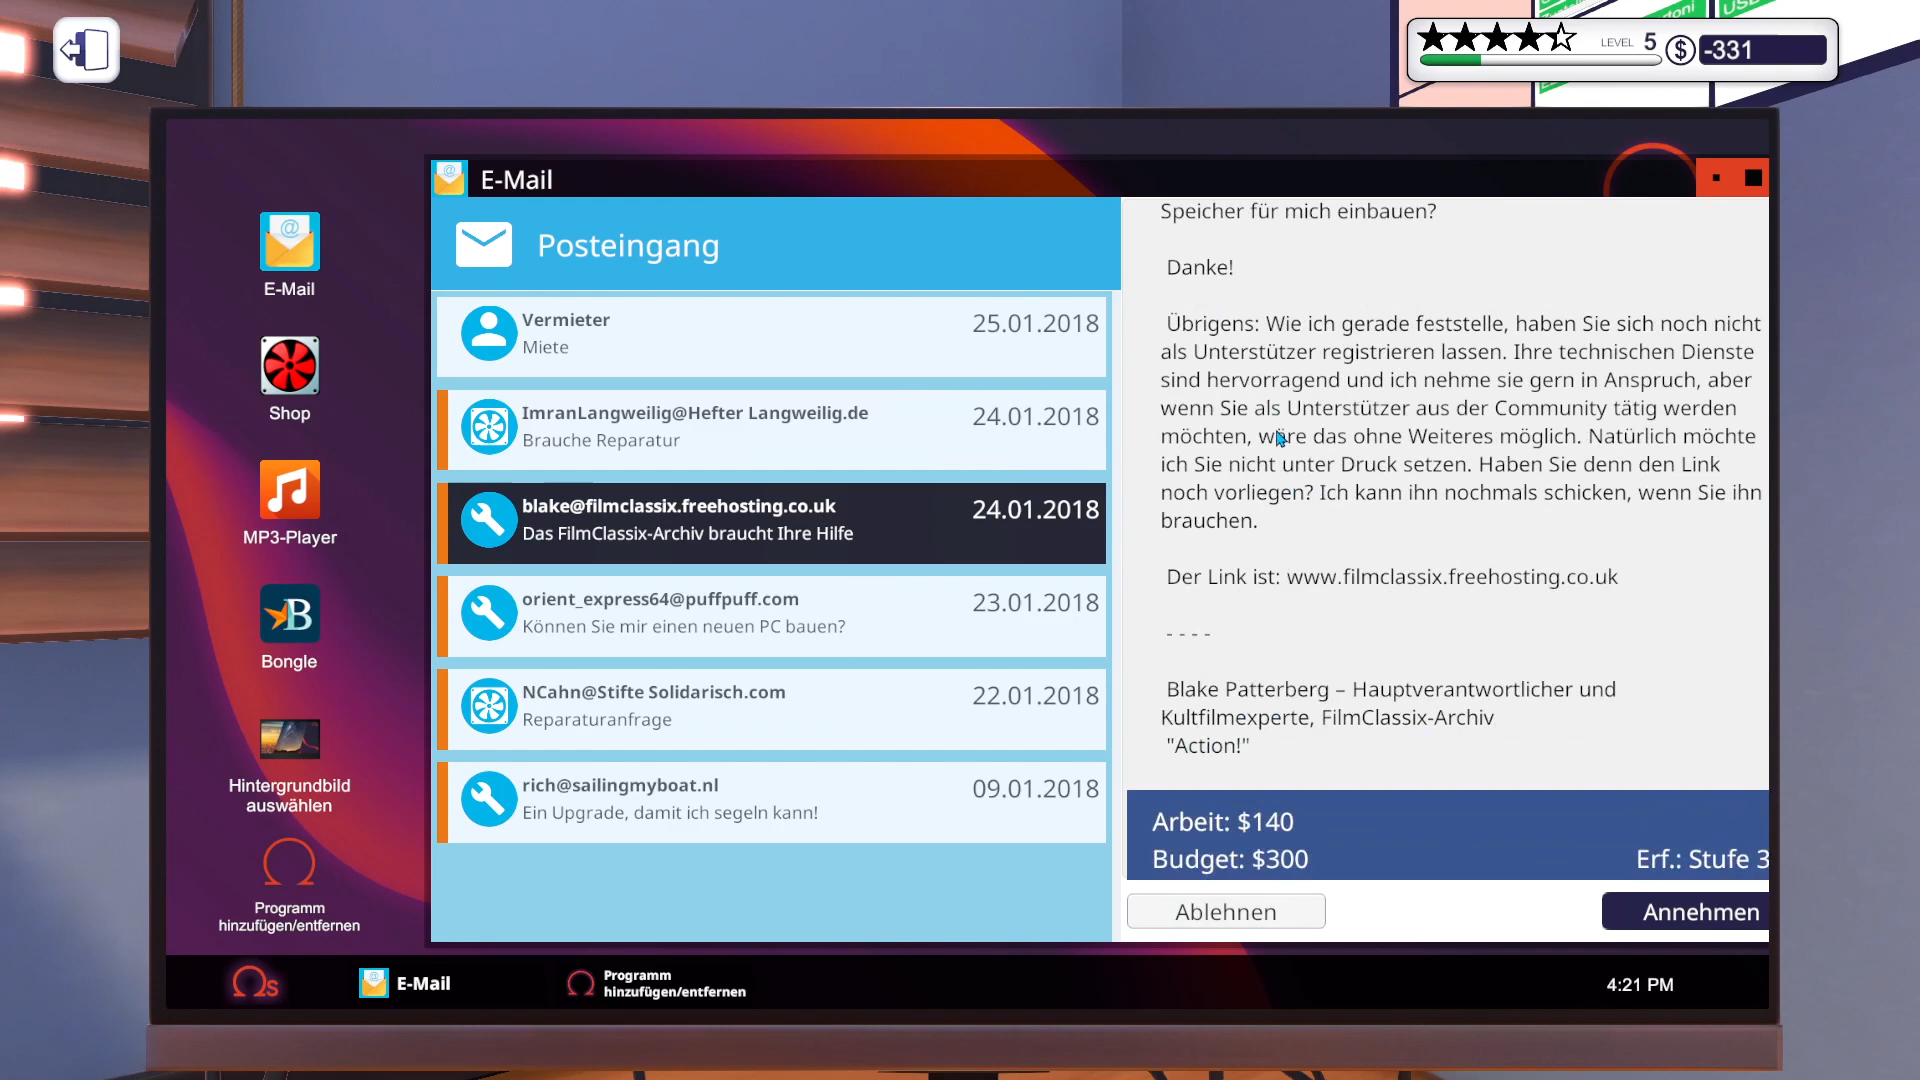 LEVEL 5
$ -331
E-Mail
Posteingang
Vermieter
Miete
25.01.2018
ImranLangweilig@Hefter Langweilig.de
Brauche Reparatur
24.01.2018
blake@filmclassix.freehosting.co.uk
Das FilmClassix-Archiv braucht Ihre Hilfe
24.01.2018
orient_express64@puffpuff.com
Können Sie mir einen neuen PC bauen?
23.01.2018
NCahn@Stifte Solidarisch.com
Reparaturanfrage
22.01.2018
rich@sailingmyboat.nl
Ein Upgrade, damit ich segeln kann!
09.01.2018
Speicher für mich einbauen?
Danke!
Übrigens: Wie ich gerade feststelle, haben Sie sich noch nicht
als Unterstützer registrieren lassen. Ihre technischen Dienste
sind hervorragend und ich nehme sie gern in Anspruch, aber
wenn Sie als Unterstützer aus der Community tätig werden
möchten, wäre das ohne Weiteres möglich. Natürlich möchte
ich Sie nicht unter Druck setzen. Haben Sie denn den Link
noch vorliegen? Ich kann ihn nochmals schicken, wenn Sie ihn
brauchen.
Der Link ist: www.filmclassix.freehosting.co.uk
- - - -
Blake Patterberg – Hauptverantwortlicher und
Kultfilmexperte, FilmClassix-Archiv
"Action!"
Arbeit: $140
Budget: $300
Erf.: Stufe 3
Ablehnen
Annehmen
E-Mail
Shop
MP3-Player
B
Bongle
Hintergrundbild
auswählen
Programm
hinzufügen/entfernen
Ωs
E-Mail
Programm
hinzufügen/entfernen
4:21 PM